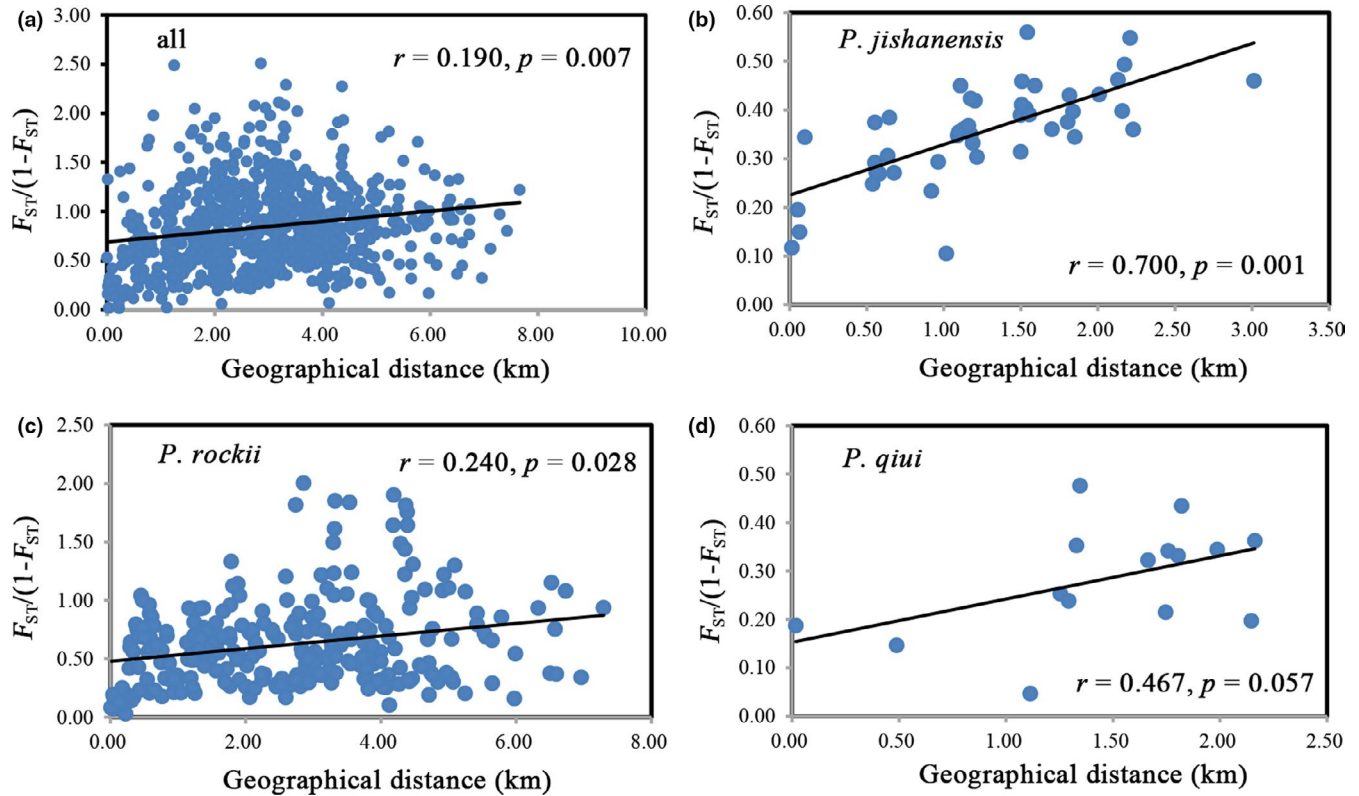 (a)
3.00
2.50
2.00
1.50
1.00
0.50
0.00
all
r = 0.190, p = 0.007
FST/(1-FST)
0.00 2.00 4.00 6.00 8.00 10.00
Geographical distance (km)
(b)
0.60
0.50
0.40
0.30
0.20
0.10
0.00
P. jishanensis
r = 0.700, p = 0.001
FST/(1-FST)
0.00 0.50 1.00 1.50 2.00 2.50 3.00 3.50
Geographical distance (km)
(c)
2.50
2.00
1.50
1.00
0.50
0.00
P. rockii
r = 0.240, p = 0.028
FST/(1-FST)
0.00 2.00 4.00 6.00 8.00
Geographical distance (km)
(d)
0.60
0.50
0.40
0.30
0.20
0.10
0.00
P. qiui
r = 0.467, p = 0.057
FST/(1-FST)
0.00 0.50 1.00 1.50 2.00 2.50
Geographical distance (km)